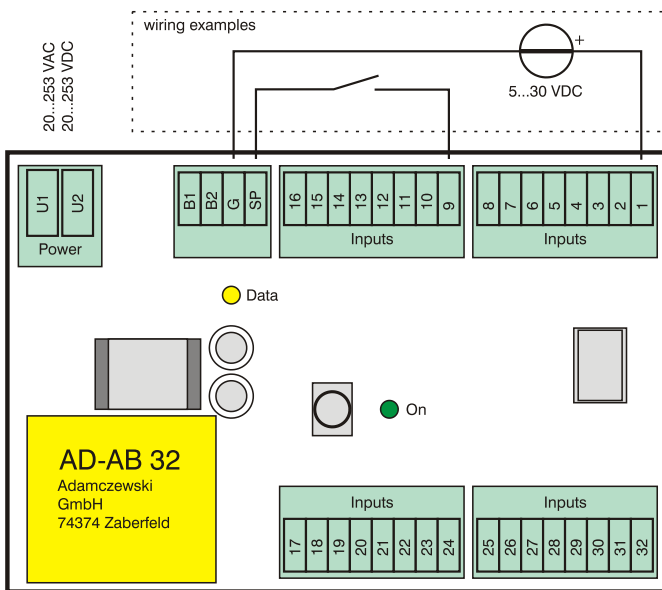 wiring examples
20...253 VAC
20...253 VDC
+
5...30 VDC
U1 U2
Power
B1 B2 G SP
16 15 14 13 12 11 10 9
Inputs
8 7 6 5 4 3 2 1
Inputs
Data
On
AD-AB 32
Adamczewski
GmbH
74374 Zaberfeld
Inputs
17 18 19 20 21 22 23 24
Inputs
25 26 27 28 29 30 31 32